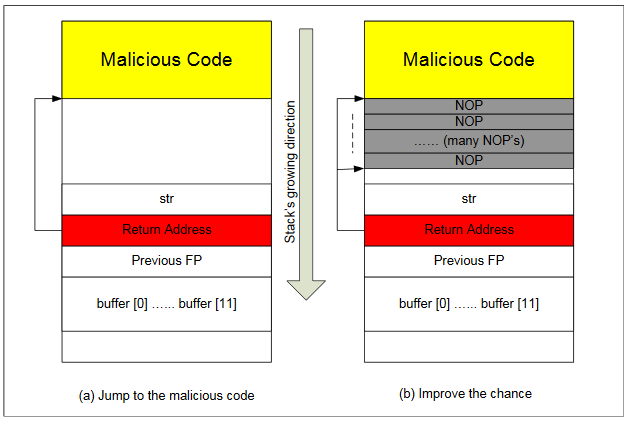 Malicious Code
str
Return Address
Previous FP
buffer [0] …... buffer [11]
(a) Jump to the malicious code
Stack's growing direction
Malicious Code
NOP
NOP
…... (many NOP's)
NOP
str
Return Address
Previous FP
buffer [0] …... buffer [11]
(b) Improve the chance